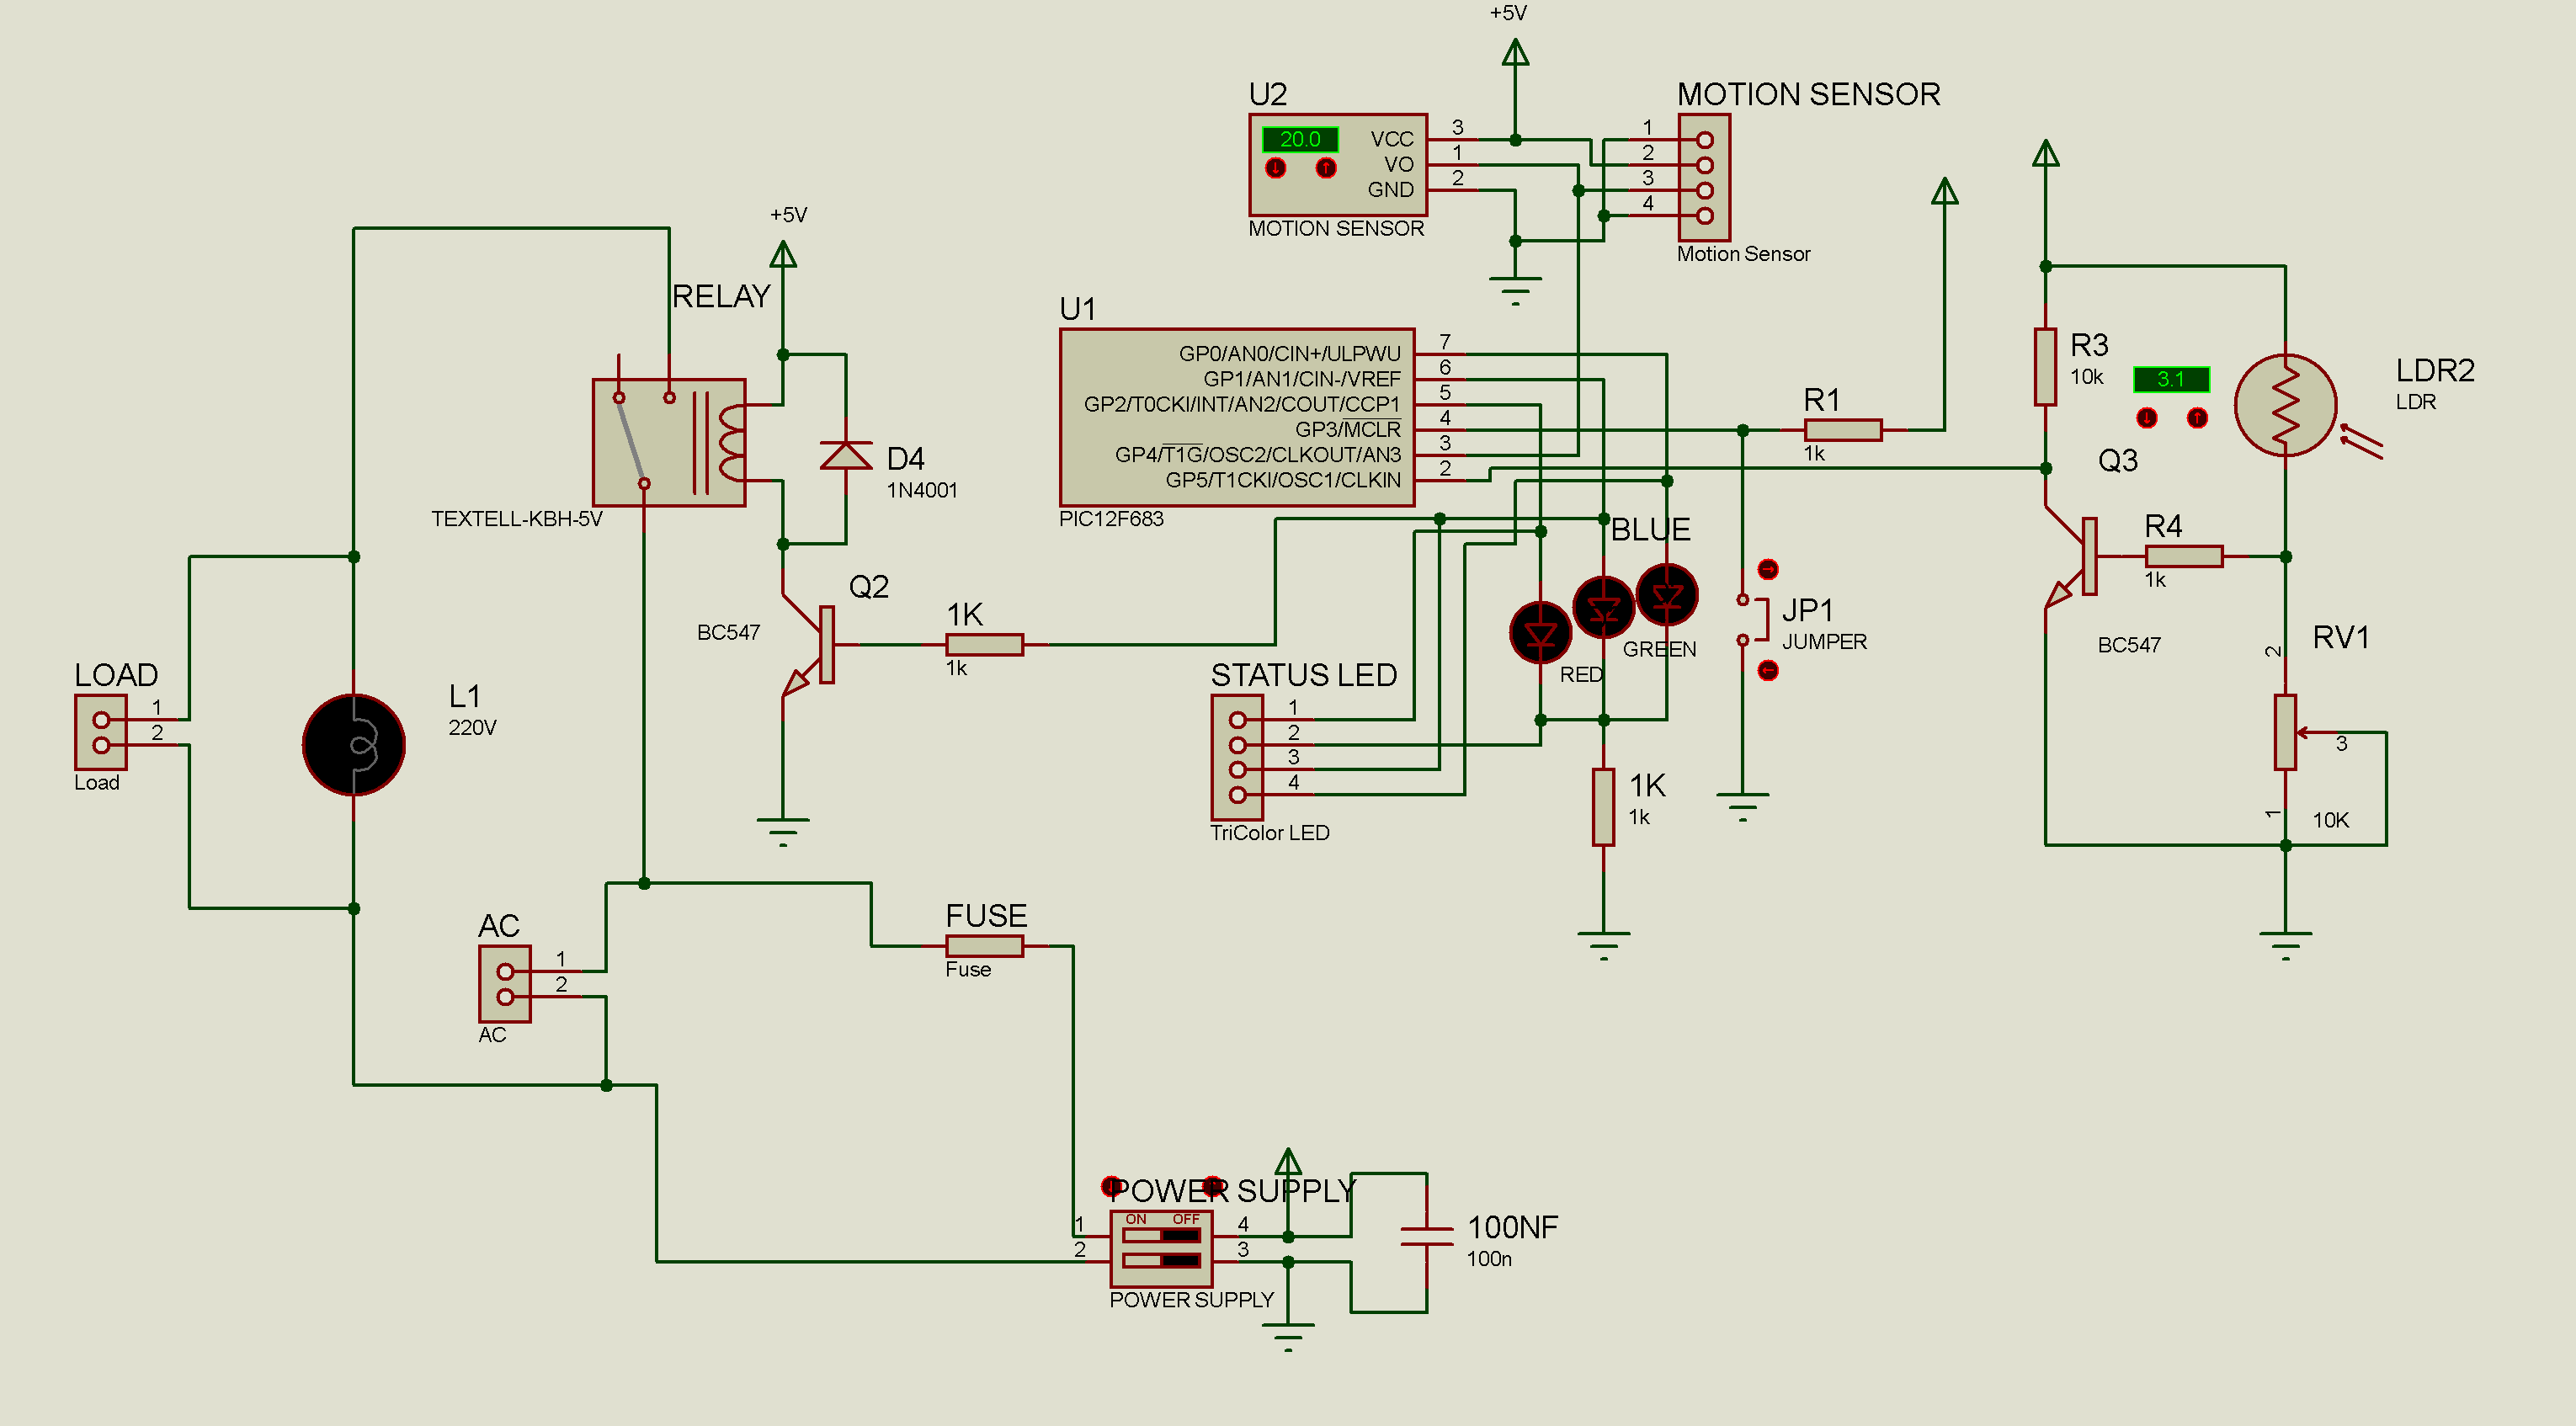 +5V
U2
MOTION SENSOR
20.0
VCC
3
1
VO
1
2
GND
2
3
4
MOTION SENSOR
Motion Sensor
+5V
RELAY
TEXTELL-KBH-5V
D4
1N4001
U1
GP0/AN0/CIN+/ULPWU
7
GP1/AN1/CIN-/VREF
6
GP2/T0CKI/INT/AN2/COUT/CCP1
5
GP3/MCLR
4
GP4/T1G/OSC2/CLKOUT/AN3
3
GP5/T1CKI/OSC1/CLKIN
2
PIC12F683
R1
1k
R3
10k
3.1
LDR2
LDR
Q3
R4
1k
BC547
RV1
2
3
1
10K
Q2
BC547
1K
1k
BLUE
GREEN
RED
JP1
JUMPER
STATUS LED
1
2
3
4
TriColor LED
1K
1k
LOAD
1
2
Load
L1
220V
AC
1
2
AC
FUSE
Fuse
POWER SUPPLY
ON OFF
1
2
4
3
POWER SUPPLY
100NF
100n